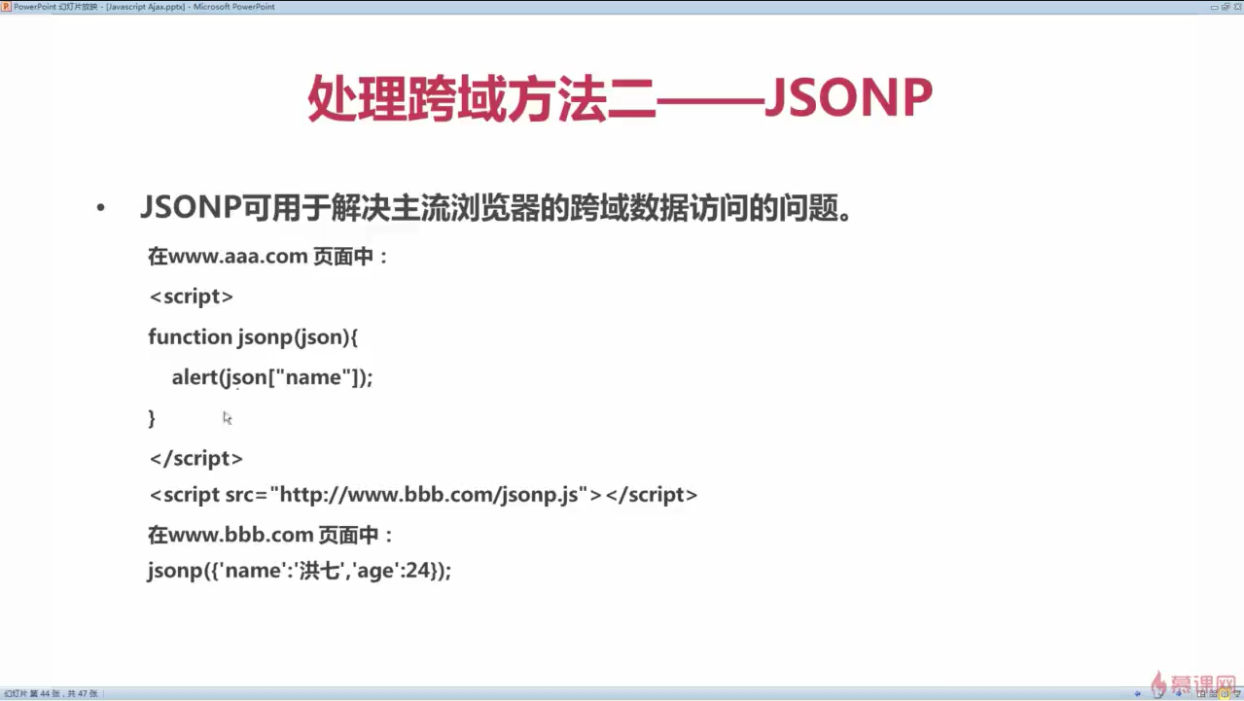 PowerPoint 幻灯片放映 - [Javascript Ajax.pptx] - Microsoft PowerPoint
处理跨域方法二——JSONP
• JSONP可用于解决主流浏览器的跨域数据访问的问题。
在www.aaa.com 页面中：
<script>
function jsonp(json){
alert(json["name"]);
}
</script>
<script src="http://www.bbb.com/jsonp.js"></script>
在www.bbb.com 页面中：
jsonp({'name':'洪七','age':24});
幻灯片 第 44 张，共 47 张
慕课网